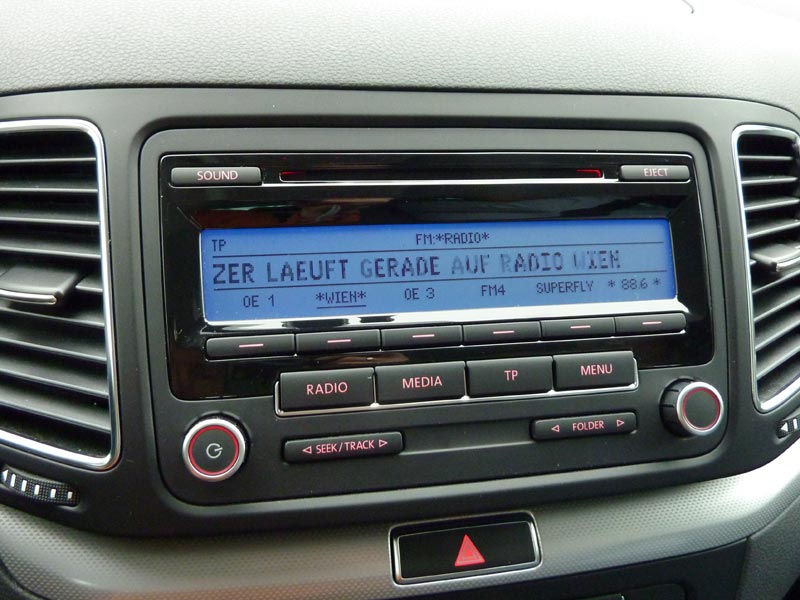 SOUND
EJECT
TP FM:*RADIO*
ZER LAEUFT GERADE AUF RADIO WIEN
OE 1 *WIEN* OE 3 FM4 SUPERFLY * 88.6 *
RADIO MEDIA TP MENU
SEEK/TRACK
FOLDER